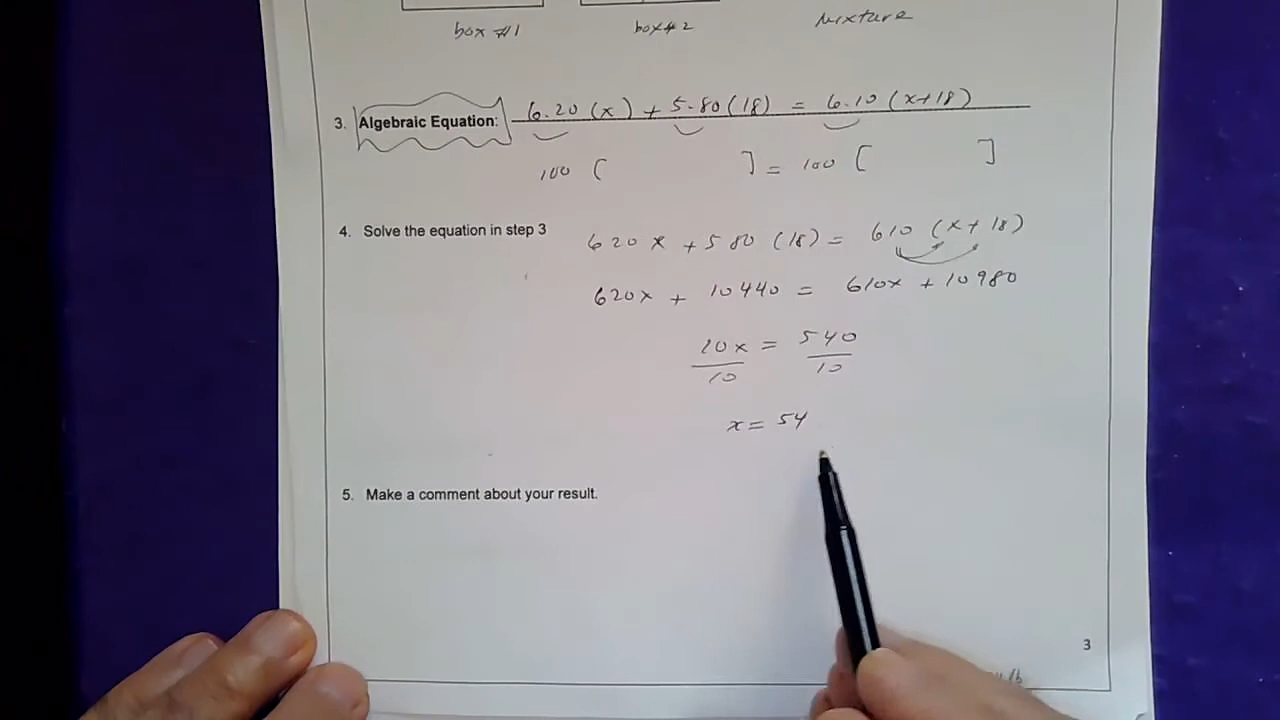 box #1 box #2 Mixture
3. Algebraic Equation: 6.20 (x) + 5.80 (18) = 6.10 (x+18)
100 [ ] = 100 [ ]
4. Solve the equation in step 3
620 x + 580 (18) = 610 (x + 18)
620x + 10440 = 610x + 10980
10x = 540
10 10
x = 54
5. Make a comment about your result.
3